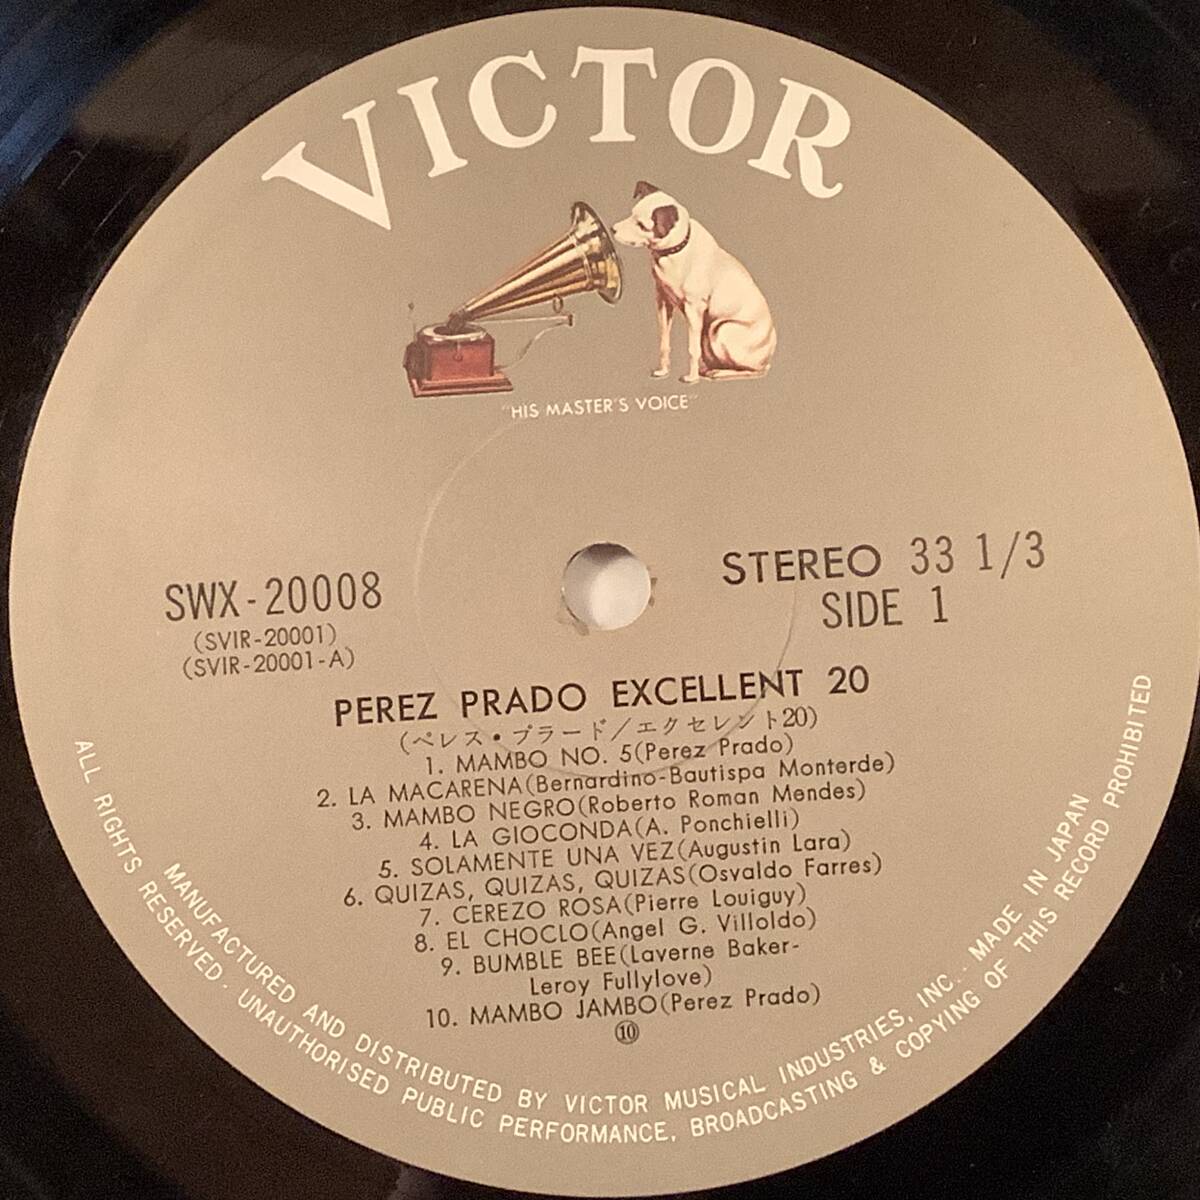 VICTOR
"HIS MASTER'S VOICE"
STEREO 33 1/3
SIDE 1
SWX-20008
(SVIR-20001)
(SVIR-20001-A)
PEREZ PRADO EXCELLENT 20
(ペレス・プラード/エクセレント20)
1. MAMBO NO. 5(Perez Prado)
2. LA MACARENA(Bernardino-Bautispa Monterde)
3. MAMBO NEGRO(Roberto Roman Mendes)
4. LA GIOCONDA(A. Ponchielli)
5. SOLAMENTE UNA VEZ(Augustin Lara)
6. QUIZAS, QUIZAS, QUIZAS(Osvaldo Farres)
7. CEREZO ROSA(Pierre Louiguy)
8. EL CHOCLO(Angel G. Villoldo)
9. BUMBLE BEE(Laverne Baker-
Leroy Fullylove)
10. MAMBO JAMBO(Perez Prado)
⑩
MANUFACTURED AND DISTRIBUTED BY VICTOR MUSICAL INDUSTRIES, INC.· MADE IN JAPAN
ALL RIGHTS RESERVED · UNAUTHORISED PUBLIC PERFORMANCE, BROADCASTING & COPYING OF THIS RECORD PROHIBITED